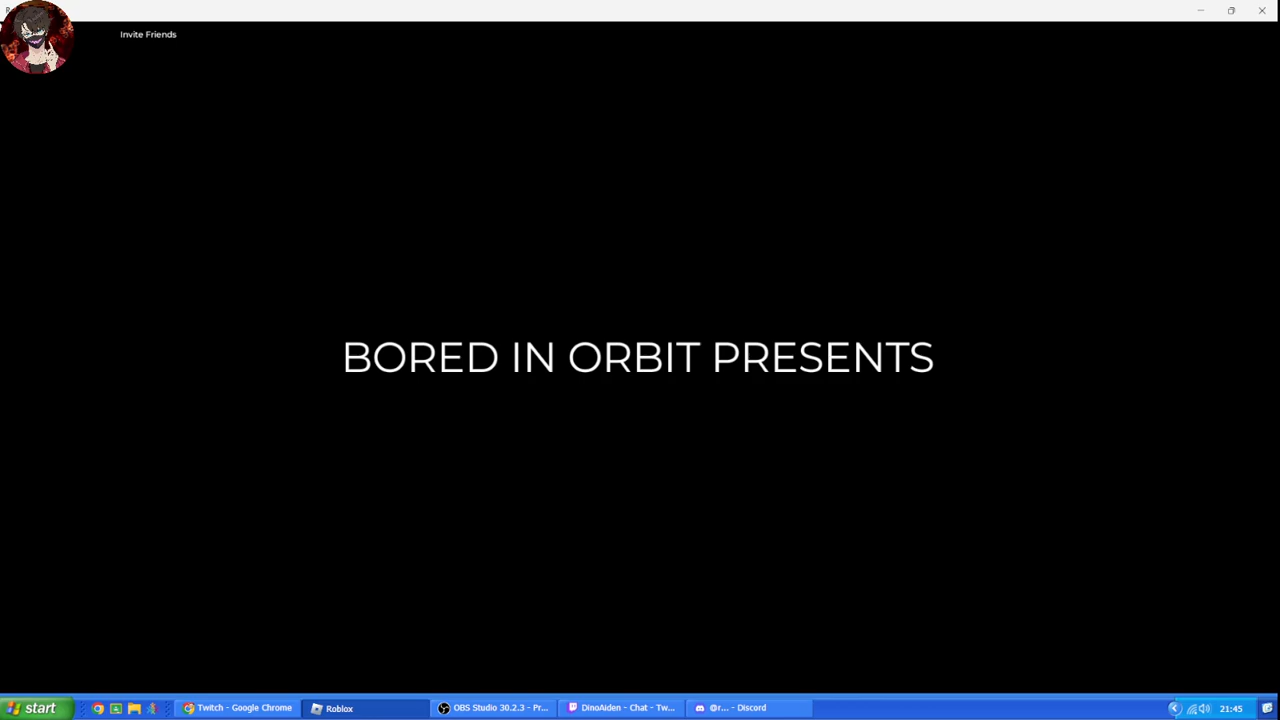 Invite Friends
BORED IN ORBIT PRESENTS
start
Twitch - Google Chrome
Roblox
OBS Studio 30.2.3 - Pr...
DinoAiden - Chat - Tw...
@r... - Discord
21:45